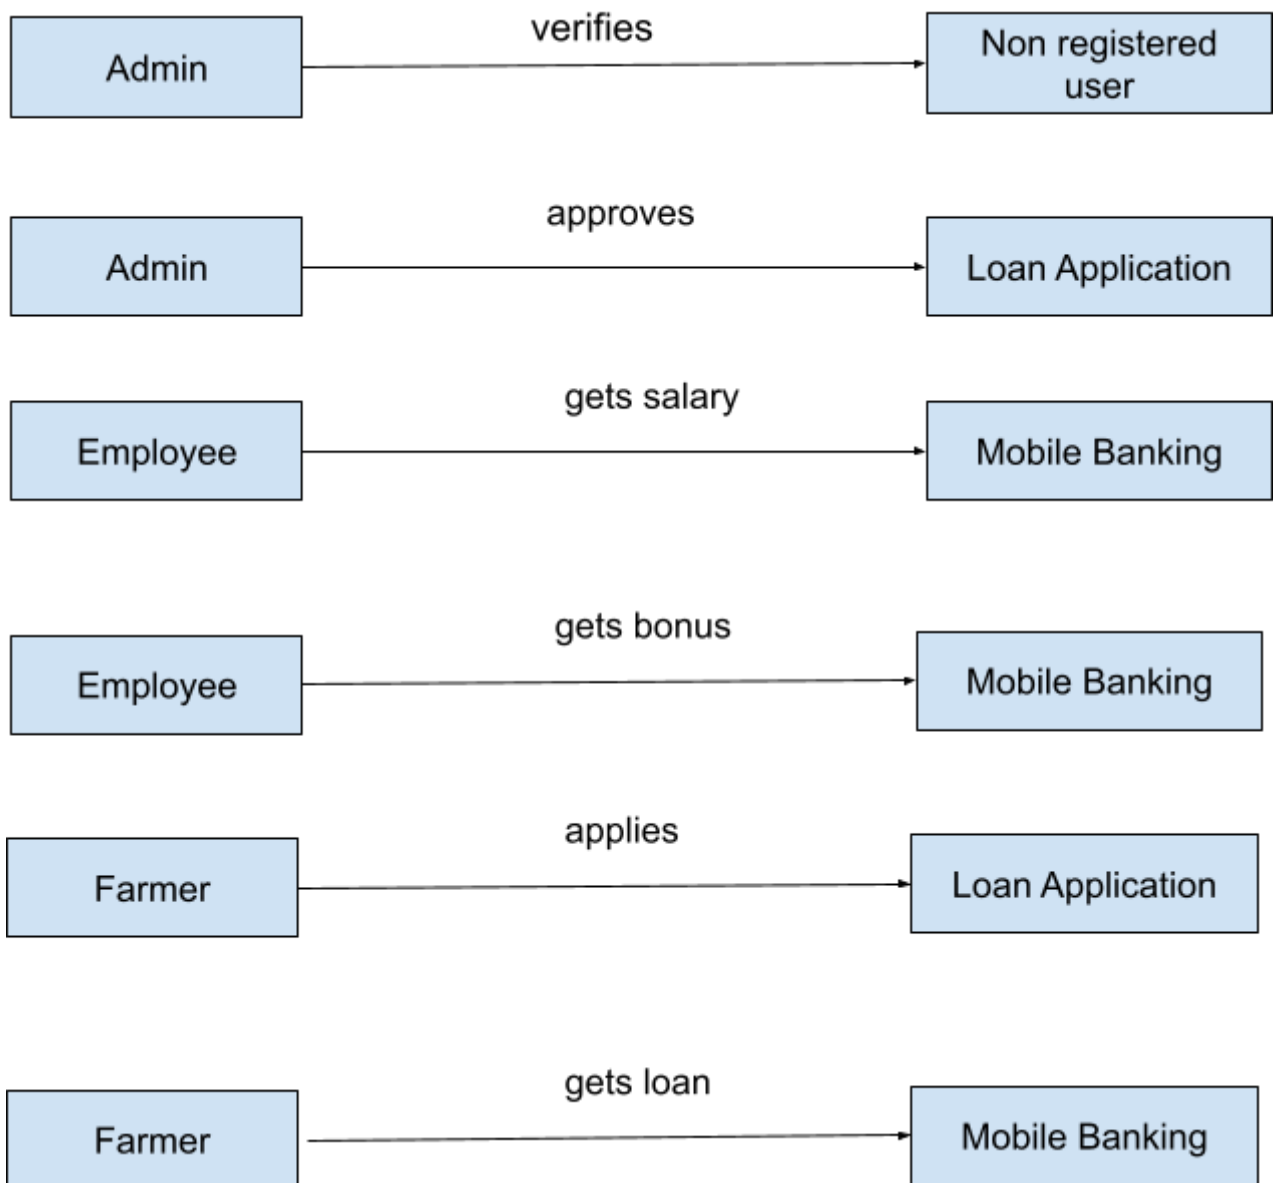 verifies
Admin
Non registered
user
approves
Admin
Loan Application
gets salary
Employee
Mobile Banking
gets bonus
Employee
Mobile Banking
applies
Farmer
Loan Application
gets loan
Farmer
Mobile Banking